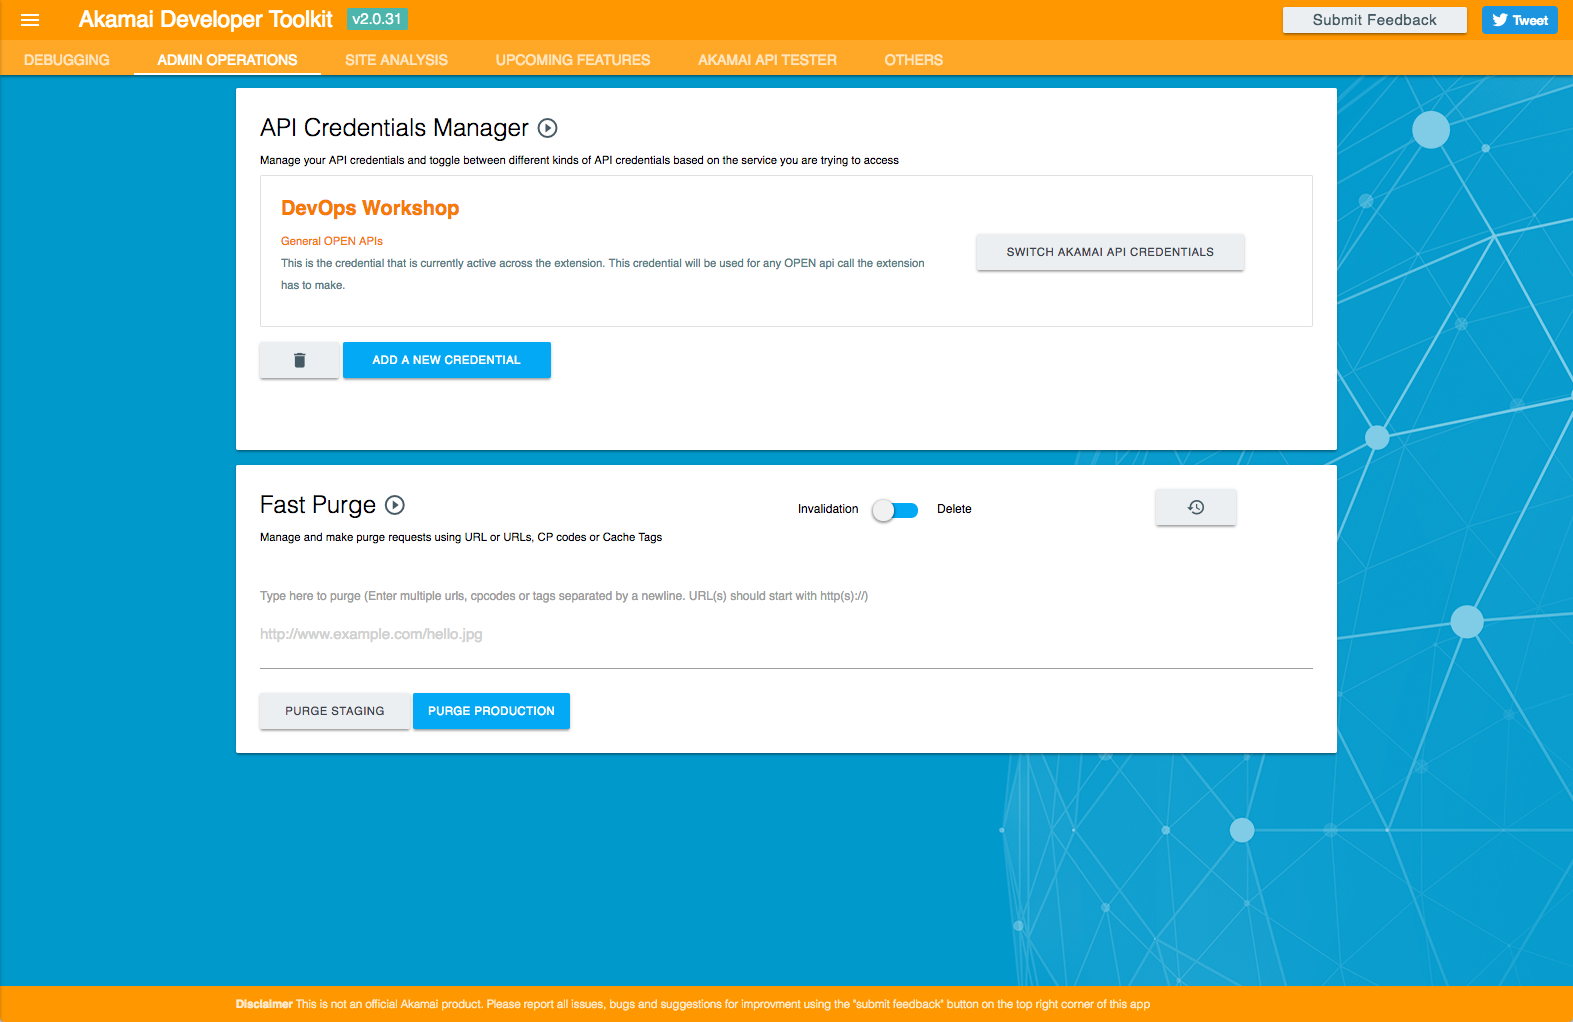 Akamai Developer Toolkit v2.0.31
Submit Feedback
Tweet
DEBUGGING
ADMIN OPERATIONS
SITE ANALYSIS
UPCOMING FEATURES
AKAMAI API TESTER
OTHERS
API Credentials Manager
Manage your API credentials and toggle between different kinds of API credentials based on the service you are trying to access
DevOps Workshop
General OPEN APIs
This is the credential that is currently active across the extension. This credential will be used for any OPEN api call the extension
has to make.
SWITCH AKAMAI API CREDENTIALS
ADD A NEW CREDENTIAL
Fast Purge
Invalidation
Delete
Manage and make purge requests using URL or URLs, CP codes or Cache Tags
Type here to purge (Enter multiple urls, cpcodes or tags separated by a newline. URL(s) should start with http(s)://)
http://www.example.com/hello.jpg
PURGE STAGING
PURGE PRODUCTION
Disclaimer This is not an official Akamai product. Please report all issues, bugs and suggestions for improvment using the "submit feedback" button on the top right corner of this app